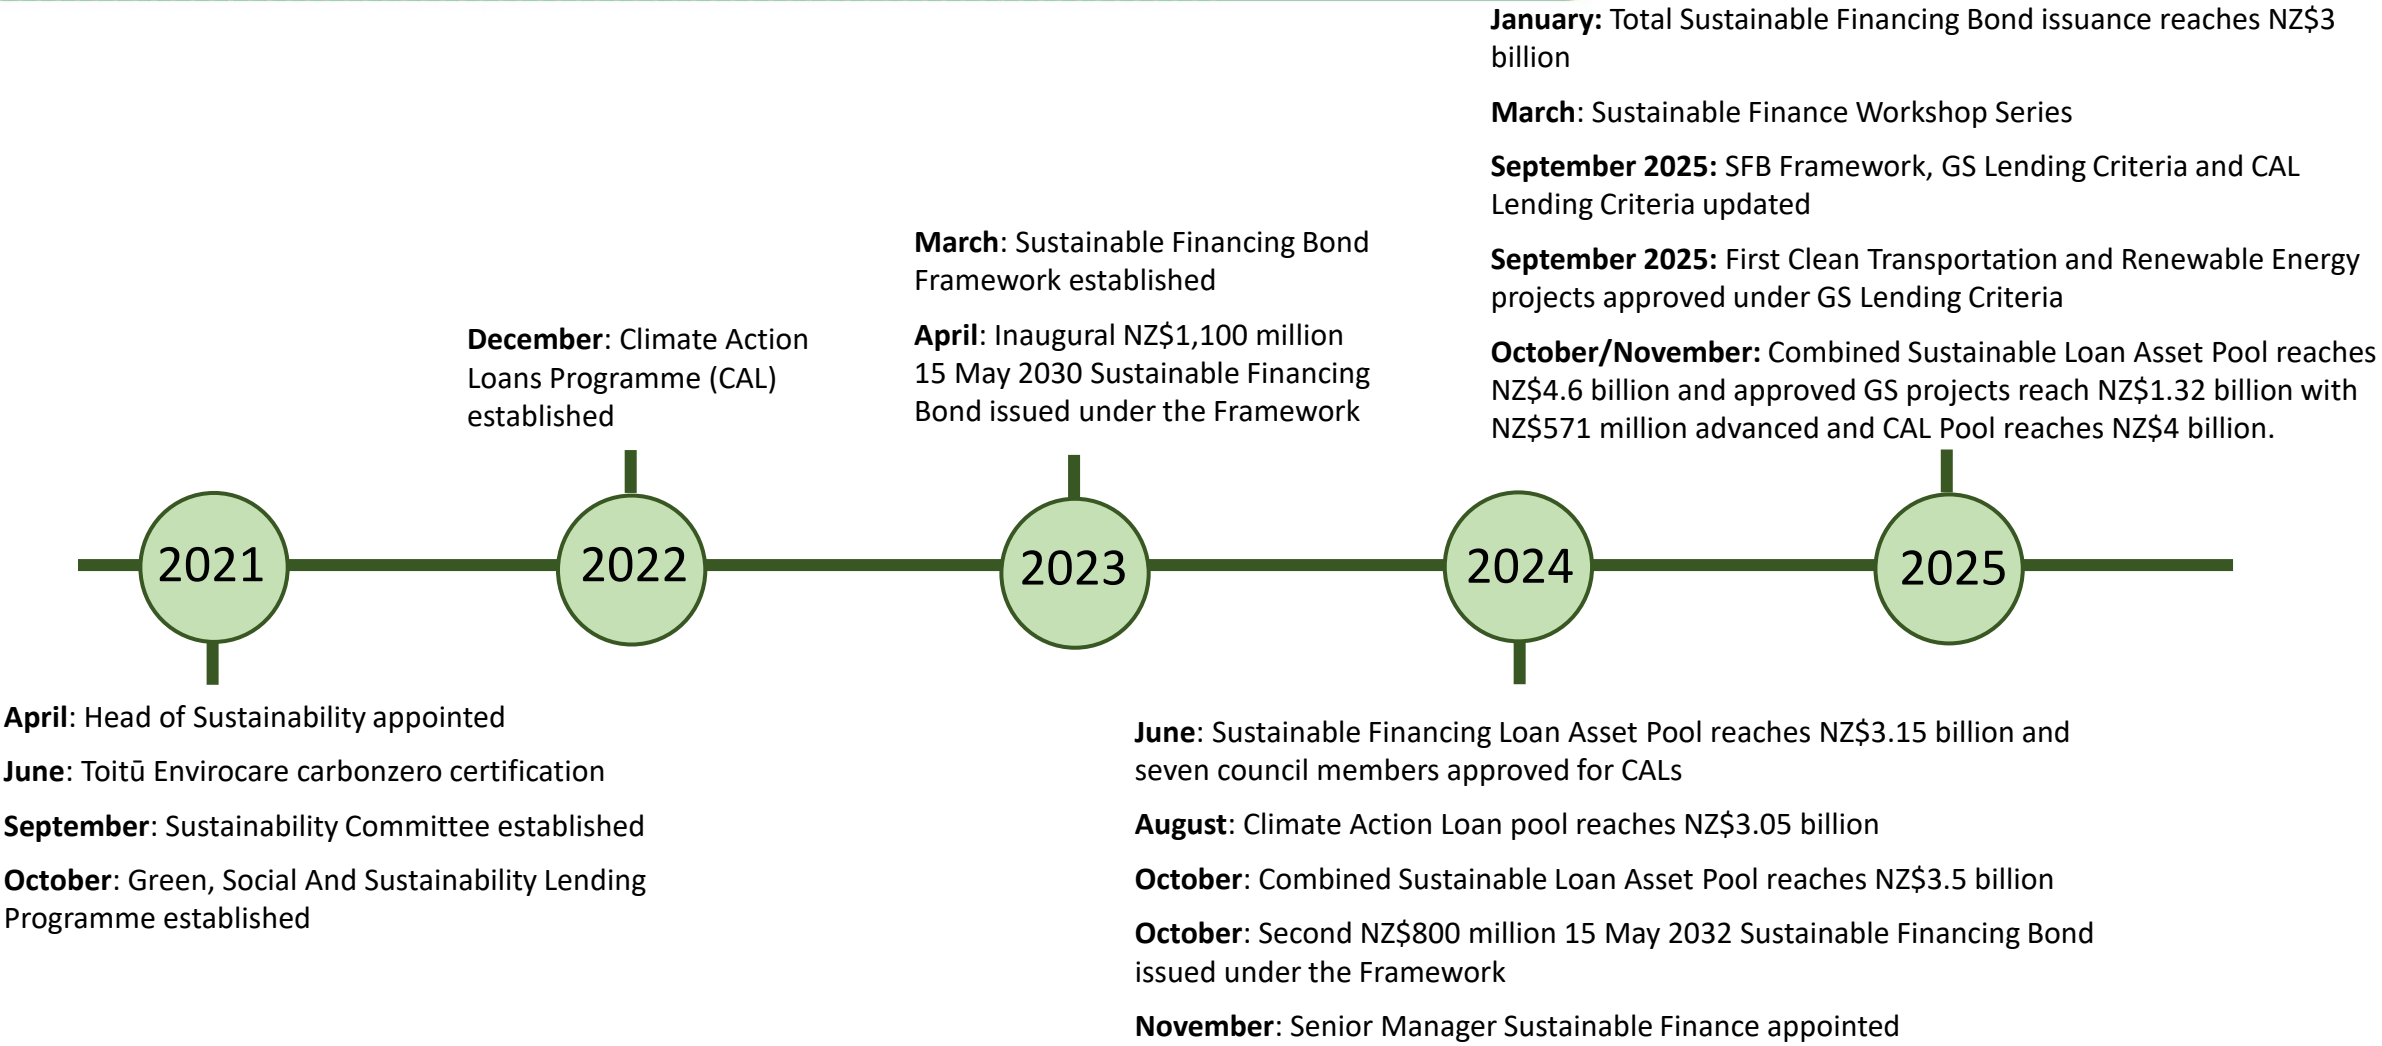 January: Total Sustainable Financing Bond issuance reaches NZ$3
billion
March: Sustainable Finance Workshop Series
September 2025: SFB Framework, GS Lending Criteria and CAL
Lending Criteria updated
September 2025: First Clean Transportation and Renewable Energy
projects approved under GS Lending Criteria
October/November: Combined Sustainable Loan Asset Pool reaches
NZ$4.6 billion and approved GS projects reach NZ$1.32 billion with
NZ$571 million advanced and CAL Pool reaches NZ$4 billion.
March: Sustainable Financing Bond
Framework established
April: Inaugural NZ$1,100 million
15 May 2030 Sustainable Financing
Bond issued under the Framework
December: Climate Action
Loans Programme (CAL)
established
2021
2022
2023
2024
2025
April: Head of Sustainability appointed
June: Toitū Envirocare carbonzero certification
September: Sustainability Committee established
October: Green, Social And Sustainability Lending
Programme established
June: Sustainable Financing Loan Asset Pool reaches NZ$3.15 billion and
seven council members approved for CALs
August: Climate Action Loan pool reaches NZ$3.05 billion
October: Combined Sustainable Loan Asset Pool reaches NZ$3.5 billion
October: Second NZ$800 million 15 May 2032 Sustainable Financing Bond
issued under the Framework
November: Senior Manager Sustainable Finance appointed